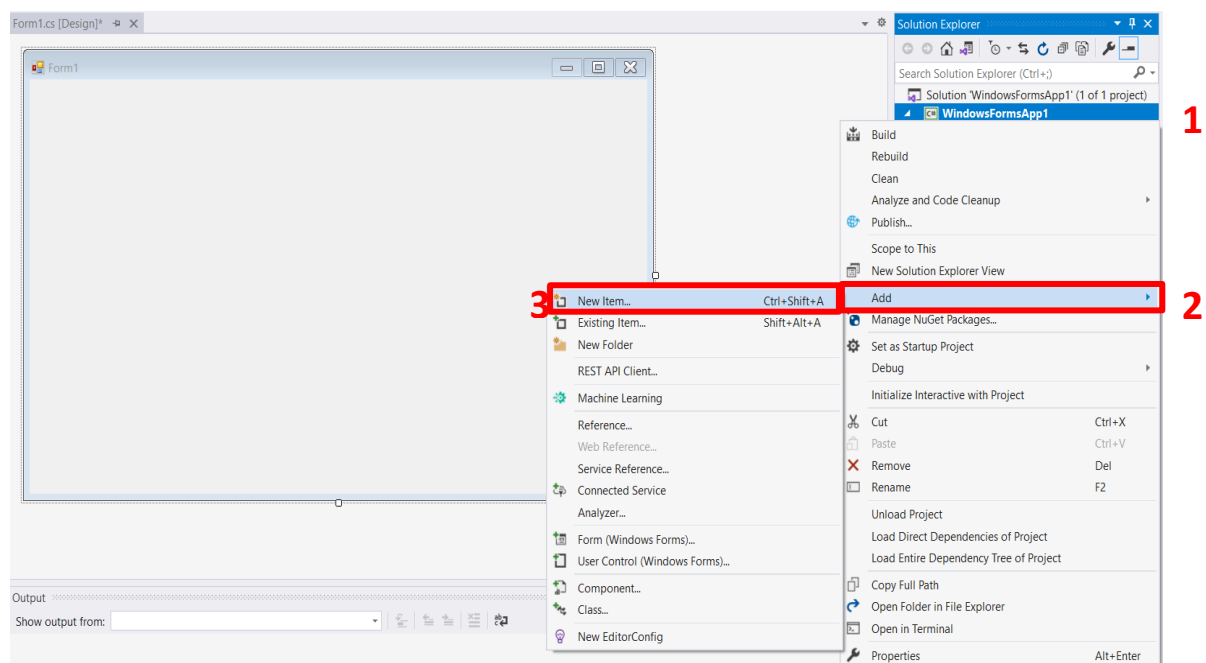 Form1.cs [Design]*
Form1
Solution Explorer
Search Solution Explorer (Ctrl+;)
Solution 'WindowsFormsApp1' (1 of 1 project)
C# WindowsFormsApp1
1
Build
Rebuild
Clean
Analyze and Code Cleanup
Publish...
Scope to This
New Solution Explorer View
Add
2
Manage NuGet Packages...
Set as Startup Project
Debug
Initialize Interactive with Project
Cut Ctrl+X
Paste Ctrl+V
Remove Del
Rename F2
Unload Project
Load Direct Dependencies of Project
Load Entire Dependency Tree of Project
Copy Full Path
Open Folder in File Explorer
Open in Terminal
Properties Alt+Enter
3
New Item... Ctrl+Shift+A
Existing Item... Shift+Alt+A
New Folder
REST API Client...
Machine Learning
Reference...
Web Reference...
Service Reference...
Connected Service
Analyzer...
Form (Windows Forms)...
User Control (Windows Forms)...
Component...
Class...
New EditorConfig
Output
Show output from: